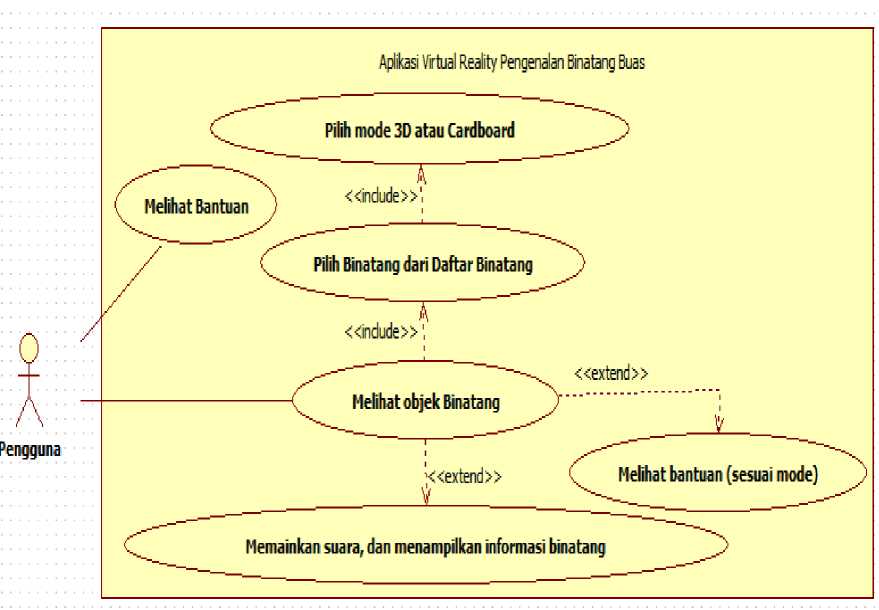 Aplikasi Virtual Reality Pengenalan Binatang Buas
Pilih mode 3D atau Cardboard
<<include>>
Melihat Bantuan
Pilih Binatang dari Daftar Binatang
<<include>>
<<extend>>
Melihat objek Binatang
Pengguna
Melihat bantuan (sesuai mode)
<<extend>>
Memainkan suara, dan menampilkan informasi binatang